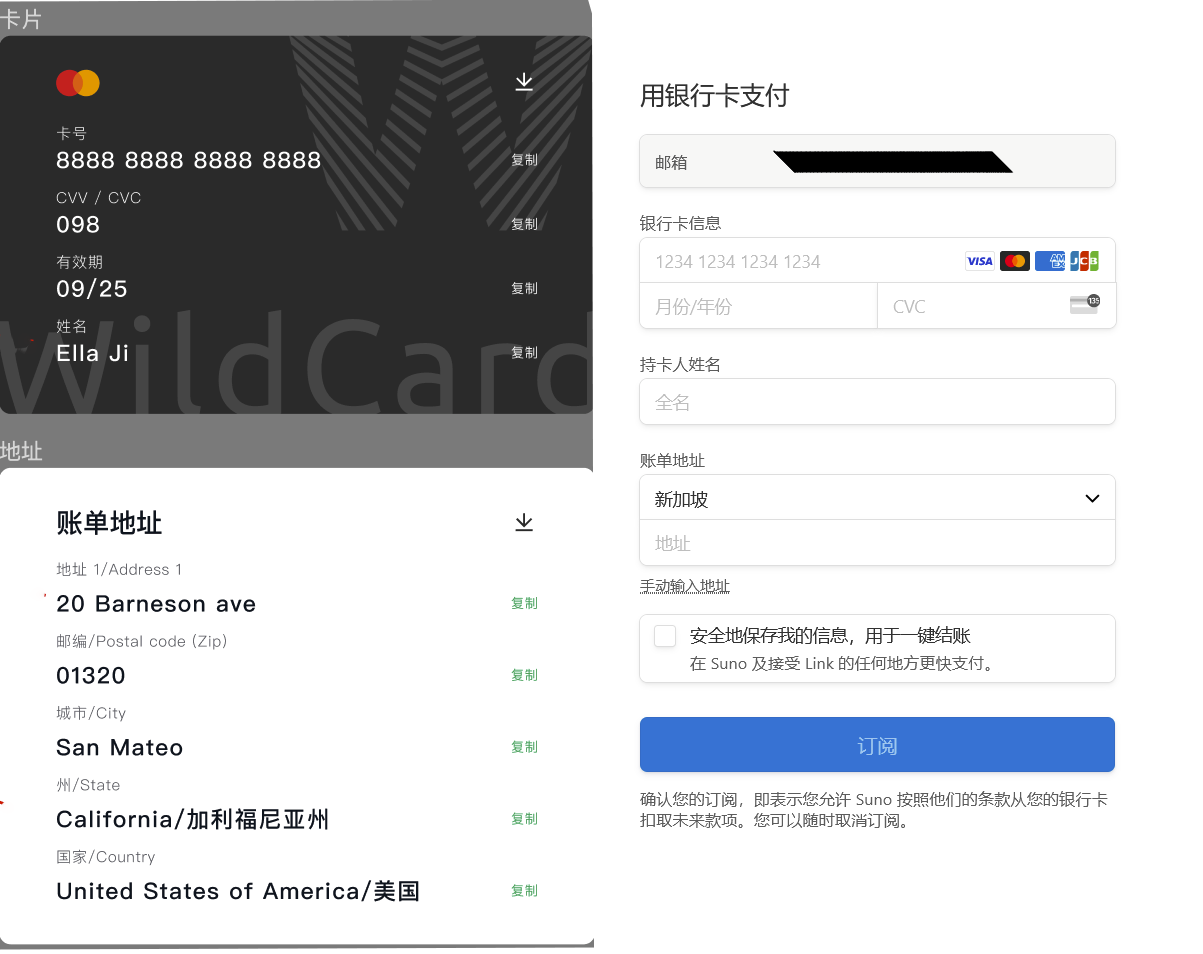 卡片
卡号
8888 8888 8888 8888
复制
CVV / CVC
098
复制
有效期
09/25
复制
姓名
Ella Ji
复制
WildCard
地址
账单地址
地址 1/Address 1
20 Barneson ave
复制
邮编/Postal code (Zip)
01320
复制
城市/City
San Mateo
复制
州/State
California/加利福尼亚州
复制
国家/Country
United States of America/美国
复制
用银行卡支付
邮箱
银行卡信息
1234 1234 1234 1234
VISA
AM
EX
JCB
月份/年份
CVC
135
持卡人姓名
全名
账单地址
新加坡
地址
手动输入地址
安全地保存我的信息，用于一键结账
在 Suno 及接受 Link 的任何地方更快支付。
订阅
确认您的订阅，即表示您允许 Suno 按照他们的条款从您的银行卡
扣取未来款项。您可以随时取消订阅。